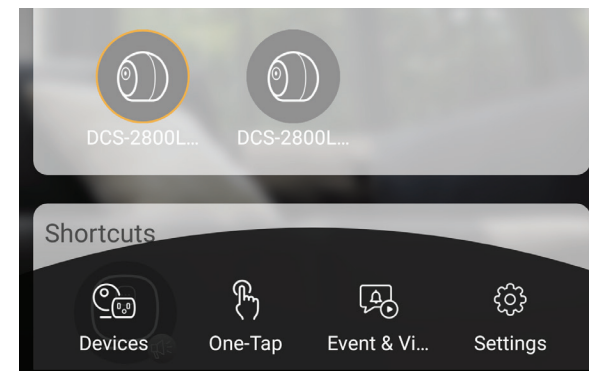 DCS-2800L... DCS-2800L...
Shortcuts
Devices One-Tap Event & Vi... Settings